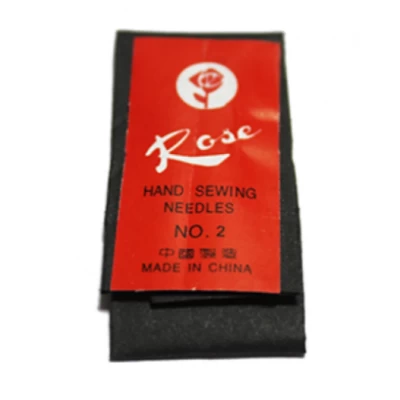 Rose
HAND SEWING
NEEDLES
NO. 2
中國製造
MADE IN CHINA